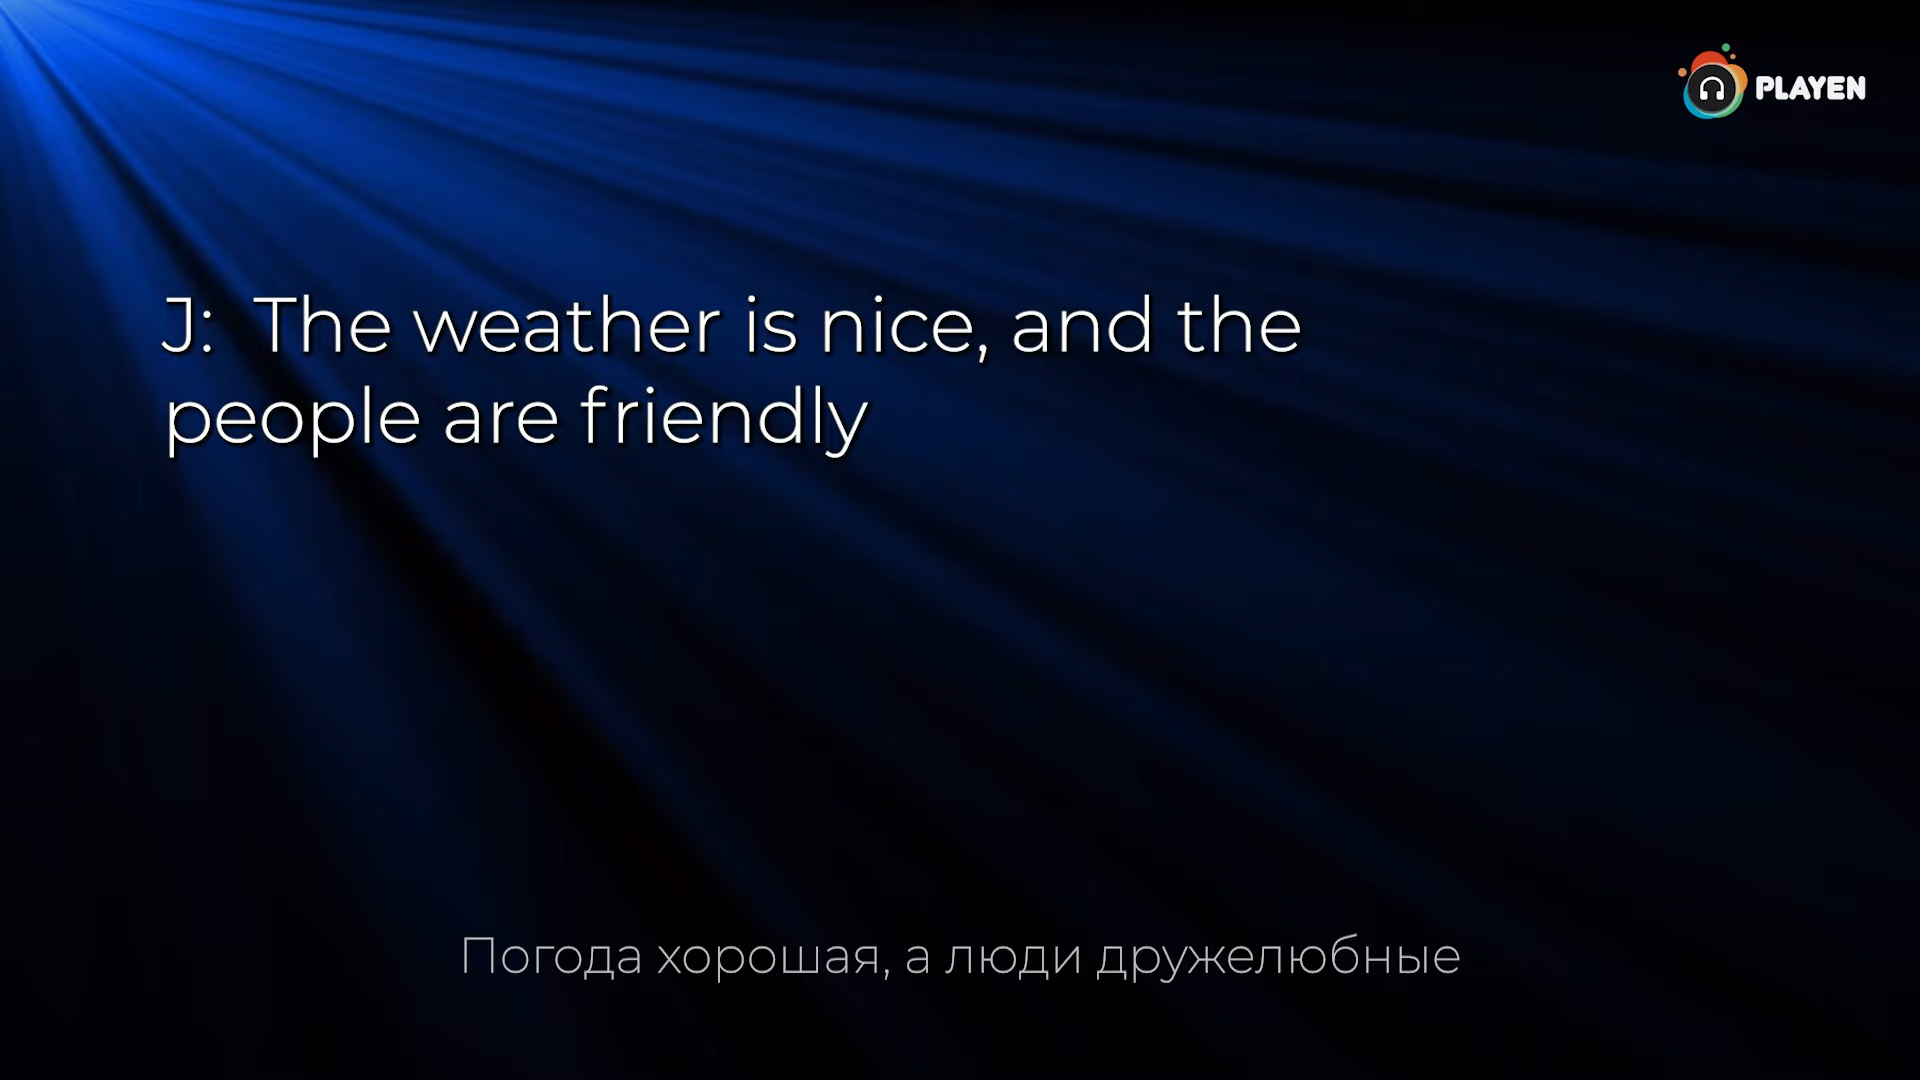 PLAYEN
J: The weather is nice, and the
people are friendly
Погода хорошая, а люди дружелюбные